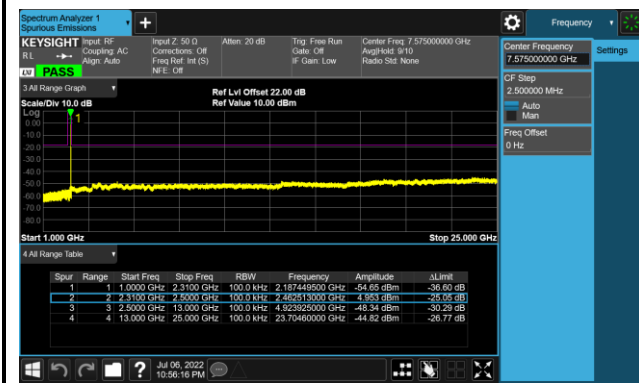 Spectrum Analyzer 1
Spurious Emissions
+
Frequency
KEYSIGHT
RL
LXI
PASS
Input: RF
Coupling: AC
Align: Auto
Input Z: 50 Ω
Corrections: Off
Freq Ref: Int (S)
NFE: Off
Atten: 20 dB
Trig: Free Run
Gate: Off
IF Gain: Low
Center Freq: 7.575000000 GHz
Avg|Hold: 9/10
Radio Std: None
Center Frequency
7.575000000 GHz
Settings
CF Step
2.500000 MHz
Auto
Man
Freq Offset
0 Hz
3 All Range Graph
Scale/Div 10.0 dB
Ref Lvl Offset 22.00 dB
Ref Value 10.00 dBm
Log
1
0.00
-10.0
-20.0
-30.0
-40.0
-50.0
-60.0
-70.0
-80.0
Start 1.000 GHz
Stop 25.000 GHz
4 All Range Table
Spur Range Start Freq Stop Freq RBW Frequency Amplitude ΔLimit
1 1 1.0000 GHz 2.3100 GHz 100.0 kHz 2.187449500 GHz -54.65 dBm -36.60 dB
2 2 2.3100 GHz 2.5000 GHz 100.0 kHz 2.462513000 GHz 4.953 dBm -25.05 dB
3 3 2.5000 GHz 13.000 GHz 100.0 kHz 4.923925000 GHz -48.34 dBm -30.29 dB
4 4 13.000 GHz 25.000 GHz 100.0 kHz 23.70460000 GHz -44.82 dBm -26.77 dB
?
Jul 06, 2022
10:56:16 PM